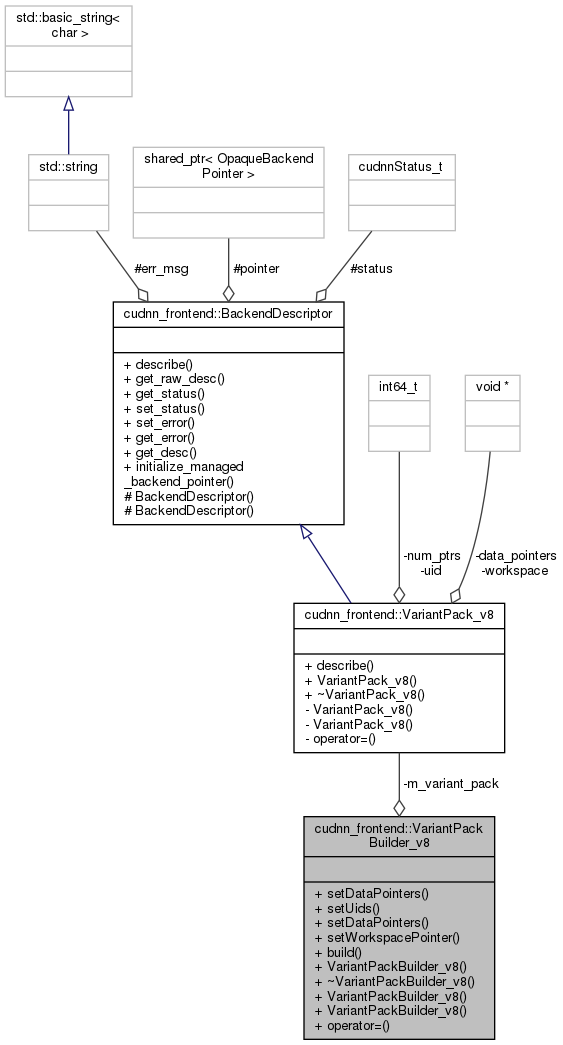 std::basic_string<
char >
std::string
shared_ptr< OpaqueBackend
Pointer >
cudnnStatus_t
#err_msg
#pointer
#status
cudnn_frontend::BackendDescriptor
+ describe()
+ get_raw_desc()
+ get_status()
+ set_status()
+ set_error()
+ get_error()
+ get_desc()
+ initialize_managed
_backend_pointer()
# BackendDescriptor()
# BackendDescriptor()
int64_t
void *
-num_ptrs
-uid
-data_pointers
-workspace
cudnn_frontend::VariantPack_v8
+ describe()
+ VariantPack_v8()
+ ~VariantPack_v8()
- VariantPack_v8()
- VariantPack_v8()
- operator=()
-m_variant_pack
cudnn_frontend::VariantPack
Builder_v8
+ setDataPointers()
+ setUids()
+ setDataPointers()
+ setWorkspacePointer()
+ build()
+ VariantPackBuilder_v8()
+ ~VariantPackBuilder_v8()
+ VariantPackBuilder_v8()
+ VariantPackBuilder_v8()
+ operator=()